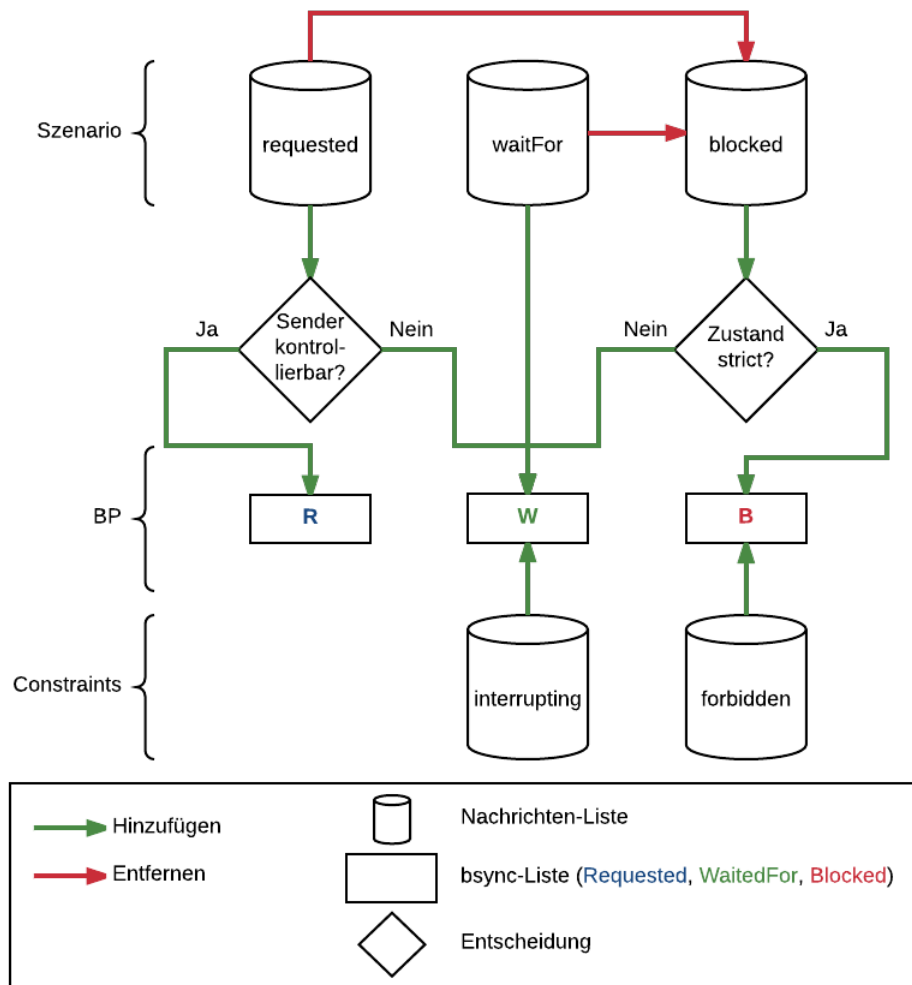 Szenario
requested
waitFor
blocked
Ja
Sender
kontrol-
lierbar?
Nein
Nein
Zustand
strict?
Ja
BP
R
W
B
Constraints
interrupting
forbidden
Hinzufügen
Nachrichten-Liste
Entfernen
bsync-Liste (Requested, WaitedFor, Blocked)
Entscheidung